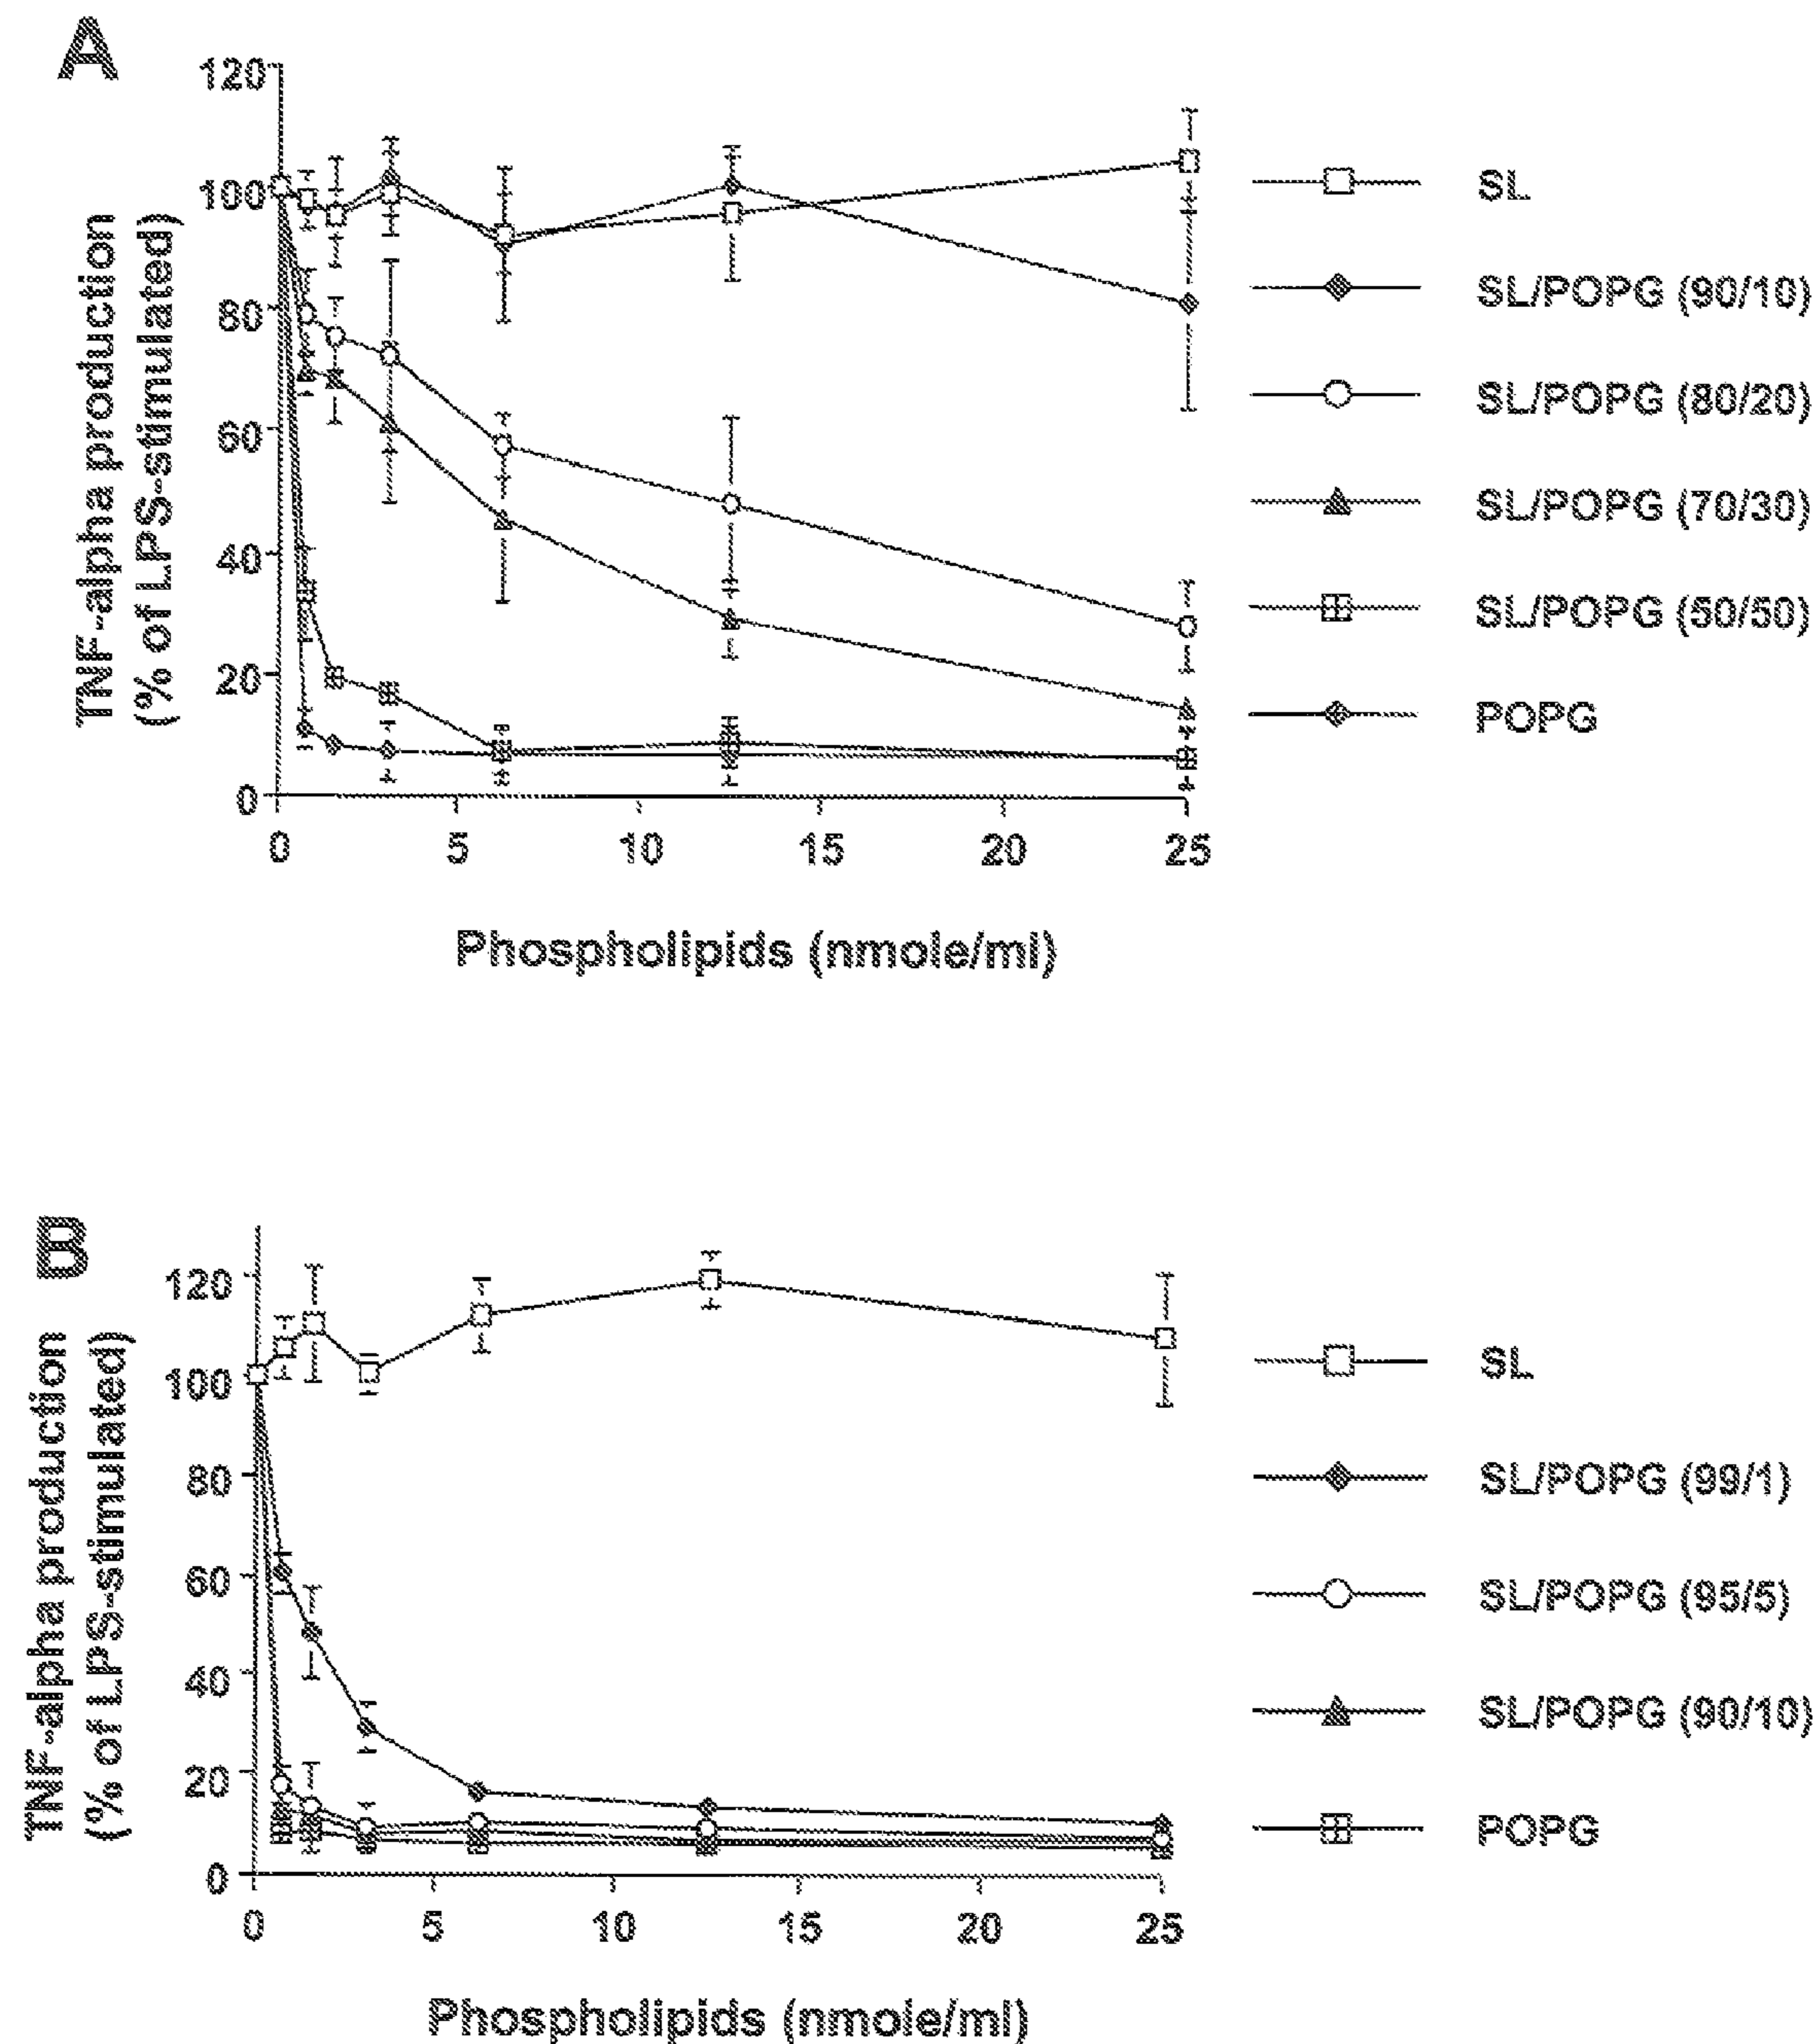 A
TNF-alpha production
(% of LPS-stimulated)
120
100
80
60
40
20
0
0 5 10 15 20 25
Phospholipids (nmole/ml)
SL
SL/POPG (90/10)
SL/POPG (80/20)
SL/POPG (70/30)
SL/POPG (50/50)
POPG
B
TNF-alpha production
(% of LPS-stimulated)
120
100
80
60
40
20
0
0 5 10 15 20 25
Phospholipids (nmole/ml)
SL
SL/POPG (99/1)
SL/POPG (95/5)
SL/POPG (90/10)
POPG